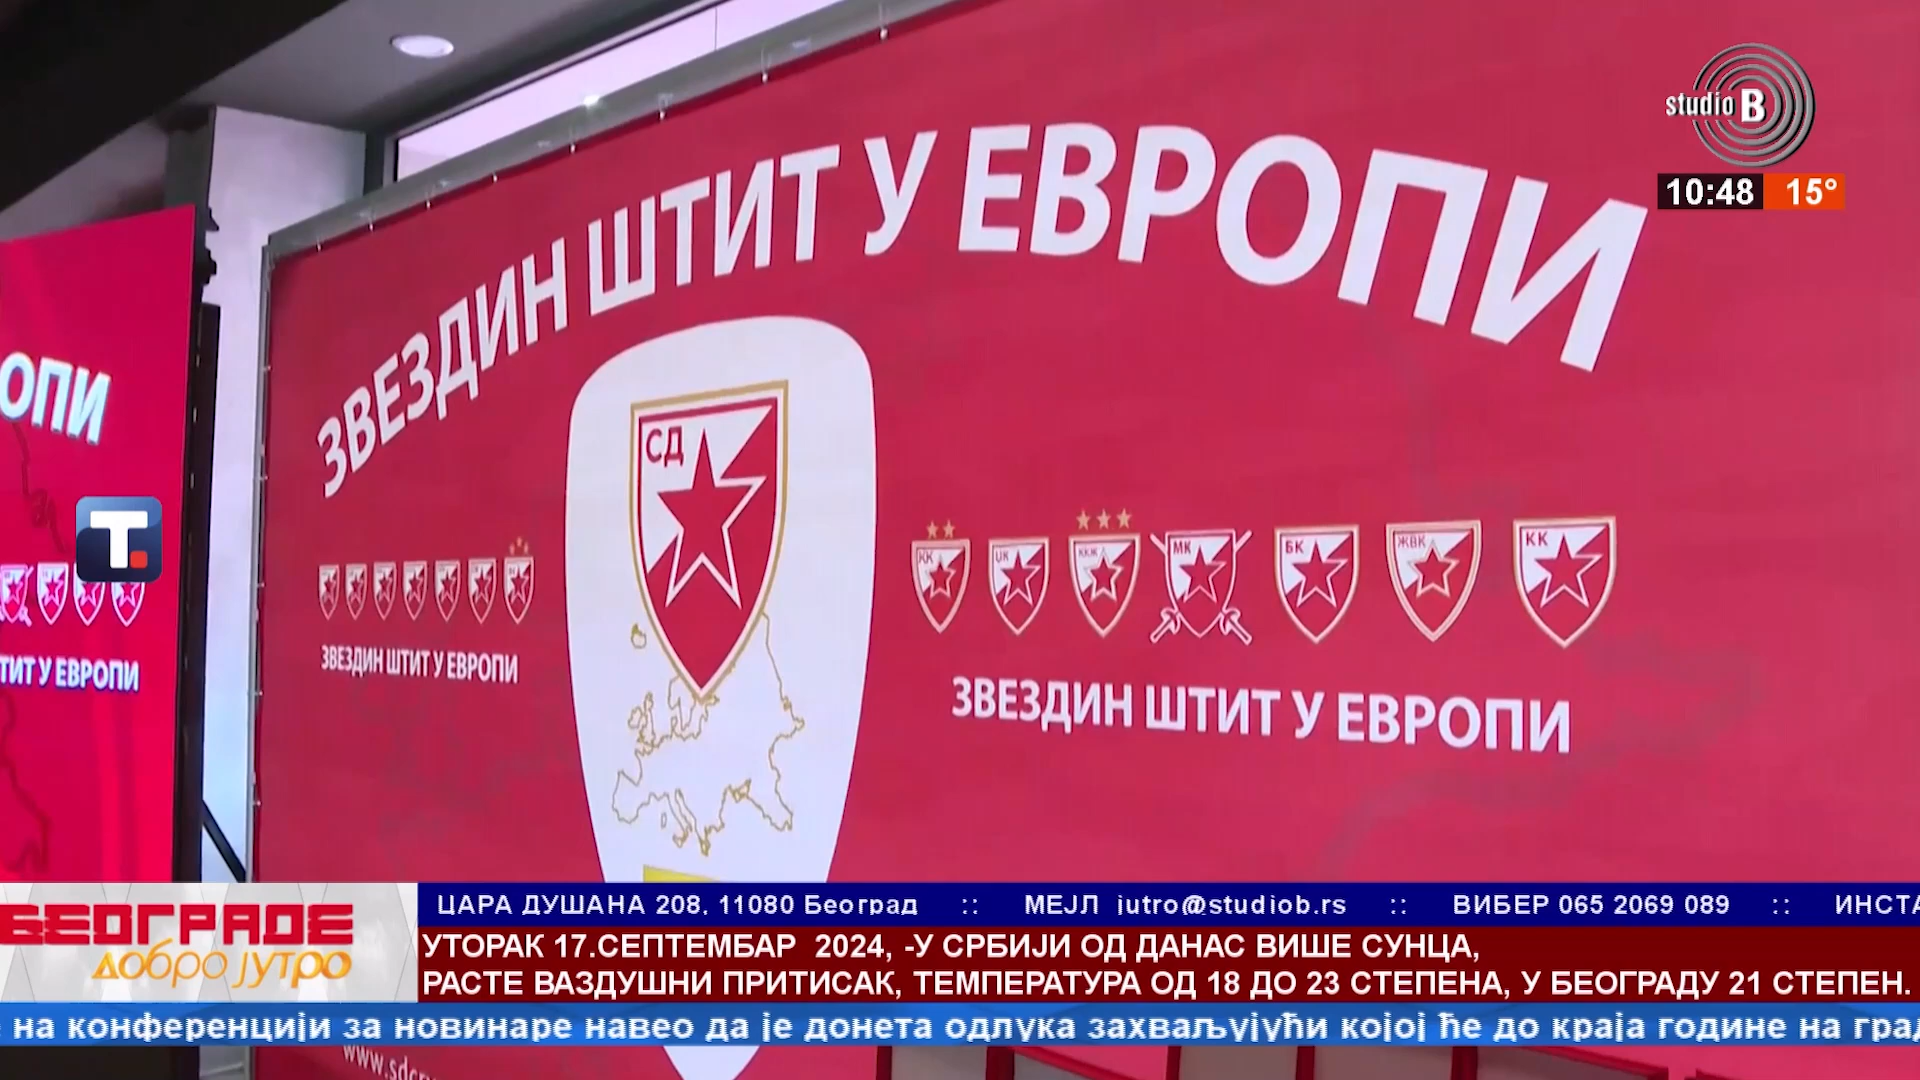 studio B
10:48 15°
ЗВЕЗДИН ШТИТ У ЕВРОПИ
ОПИ
СД
T.
КК
МК
БК
ЖВК
КК
ЗВЕЗДИН ШТИТ У ЕВРОПИ
ЗВЕЗДИН ШТИТ У ЕВРОПИ
ТИТ У ЕВРОПИ
БЕОГРАДЕ
добро јутро
ЦАРА ДУШАНА 208, 11080 Београд :: МЕЈЛ jutro@studiob.rs :: ВИБЕР 065 2069 089 :: ИНСТА
УТОРАК 17.СЕПТЕМБАР 2024, -У СРБИЈИ ОД ДАНАС ВИШЕ СУНЦА,
РАСТЕ ВАЗДУШНИ ПРИТИСАК, ТЕМПЕРАТУРА ОД 18 ДО 23 СТЕПЕНА, У БЕОГРАДУ 21 СТЕПЕН.
на конференцији за новинаре навео да је донета одлука захваљујући којој ће до краја године на град